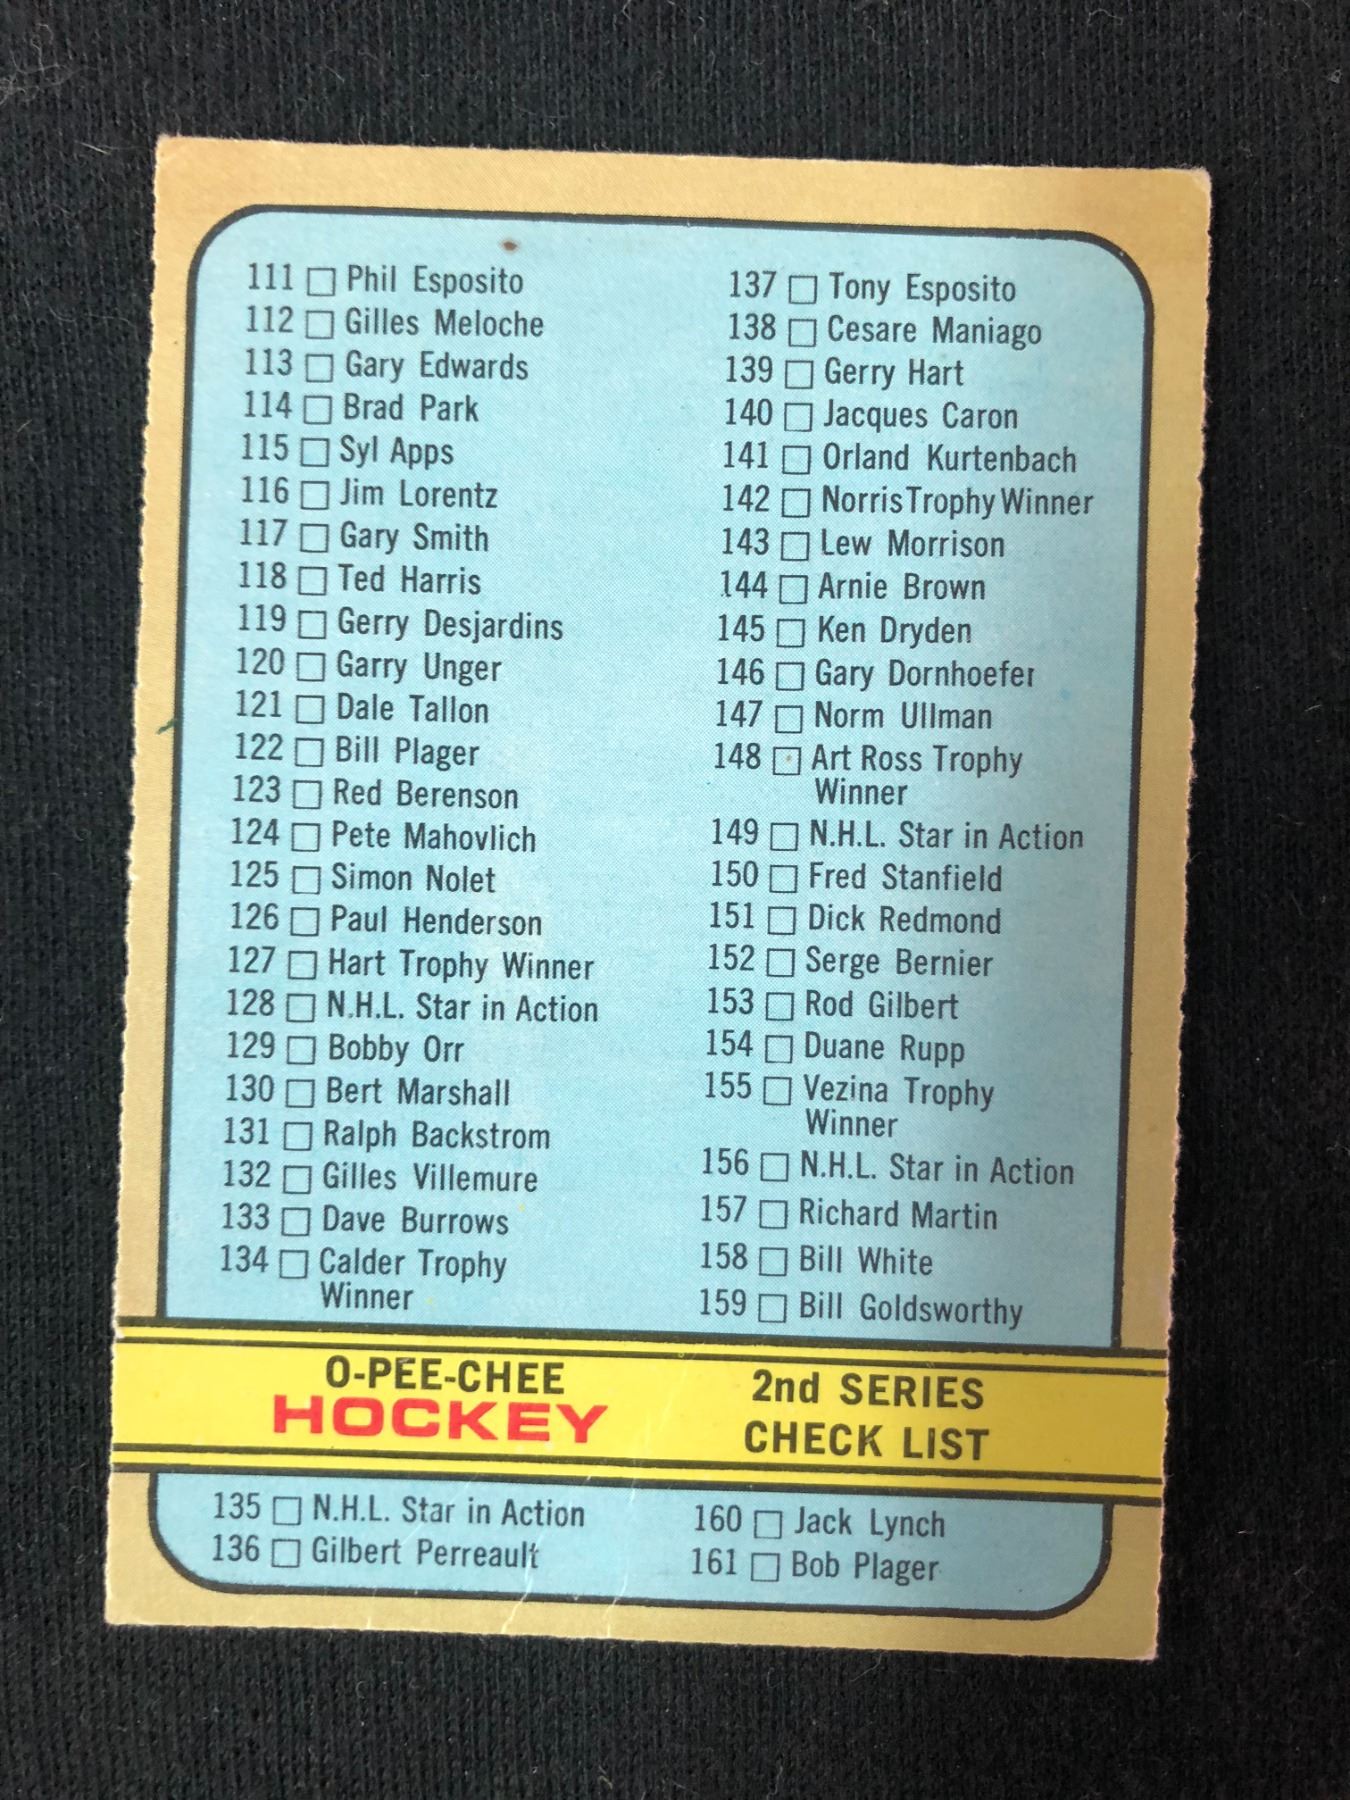 111 □ Phil Esposito
112 □ Gilles Meloche
113 □ Gary Edwards
114 □ Brad Park
115 □ Syl Apps
116 □ Jim Lorentz
117 □ Gary Smith
118 □ Ted Harris
119 □ Gerry Desjardins
120 □ Garry Unger
121 □ Dale Tallon
122 □ Bill Plager
123 □ Red Berenson
124 □ Pete Mahovlich
125 □ Simon Nolet
126 □ Paul Henderson
127 □ Hart Trophy Winner
128 □ N.H.L. Star in Action
129 □ Bobby Orr
130 □ Bert Marshall
131 □ Ralph Backstrom
132 □ Gilles Villemure
133 □ Dave Burrows
134 □ Calder Trophy
Winner
137 □ Tony Esposito
138 □ Cesare Maniago
139 □ Gerry Hart
140 □ Jacques Caron
141 □ Orland Kurtenbach
142 □ Norris Trophy Winner
143 □ Lew Morrison
144 □ Arnie Brown
145 □ Ken Dryden
146 □ Gary Dornhoefer
147 □ Norm Ullman
148 □ Art Ross Trophy
Winner
149 □ N.H.L. Star in Action
150 □ Fred Stanfield
151 □ Dick Redmond
152 □ Serge Bernier
153 □ Rod Gilbert
154 □ Duane Rupp
155 □ Vezina Trophy
Winner
156 □ N.H.L. Star in Action
157 □ Richard Martin
158 □ Bill White
159 □ Bill Goldsworthy
O-PEE-CHEE
HOCKEY
2nd SERIES
CHECK LIST
135 □ N.H.L. Star in Action
136 □ Gilbert Perreault
160 □ Jack Lynch
161 □ Bob Plager